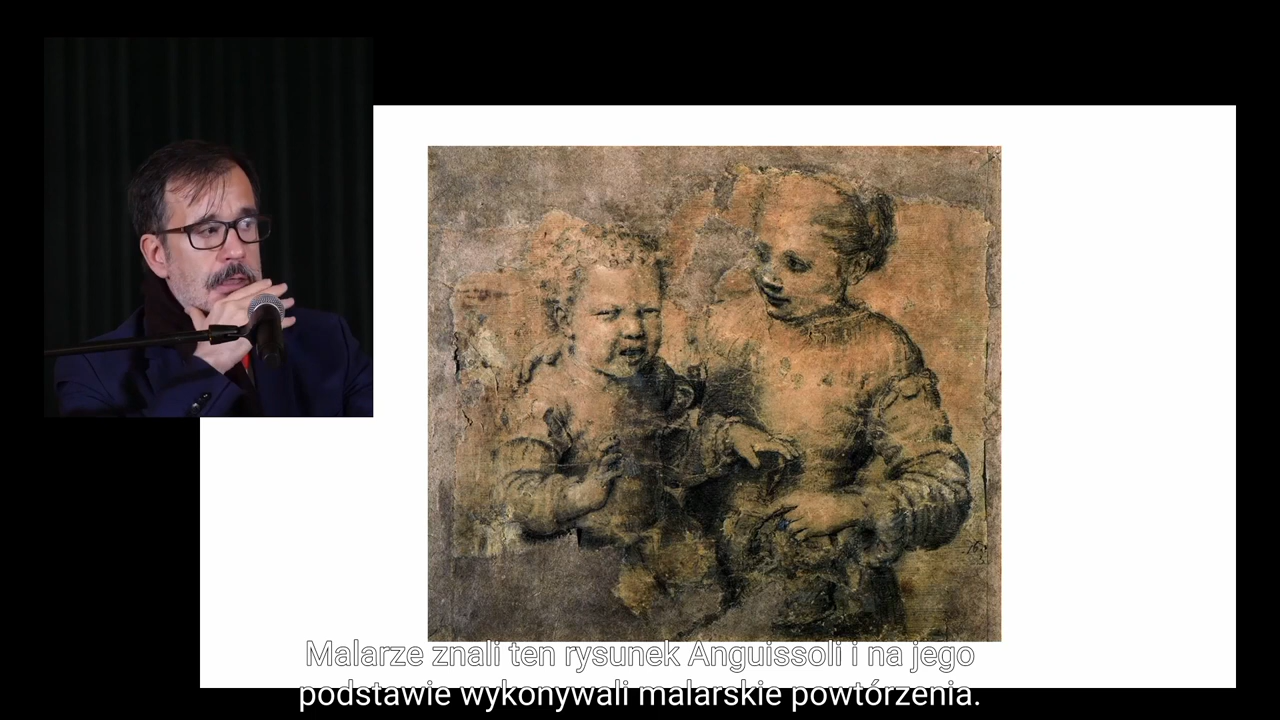 Malarze znali ten rysunek Anguissoli i na jego
podstawie wykonywali malarskie powtórzenia.